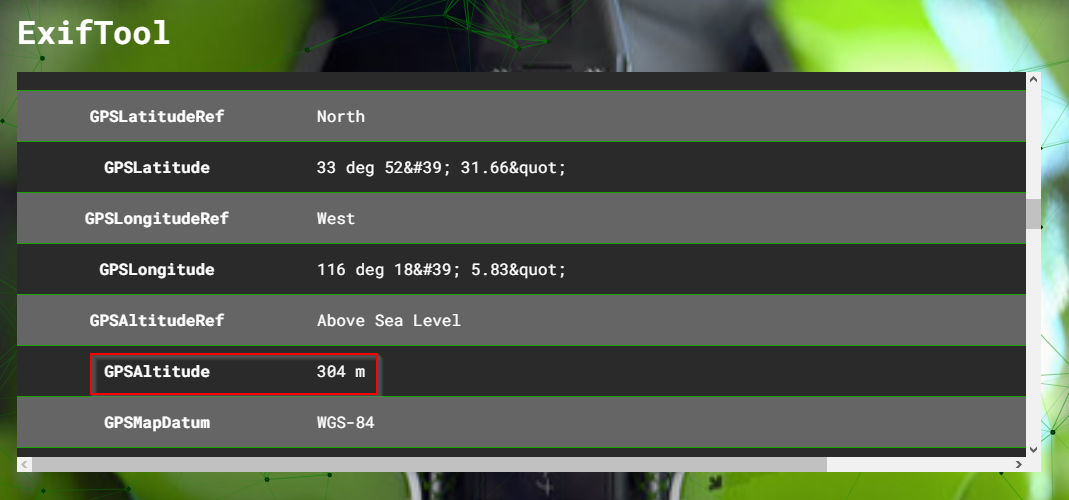 ExifTool
GPSLatitudeRef North
GPSLatitude 33 deg 52&#39; 31.66&quot;
GPSLongitudeRef West
GPSLongitude 116 deg 18&#39; 5.83&quot;
GPSAltitudeRef Above Sea Level
GPSAltitude 304 m
GPSMapDatum WGS-84